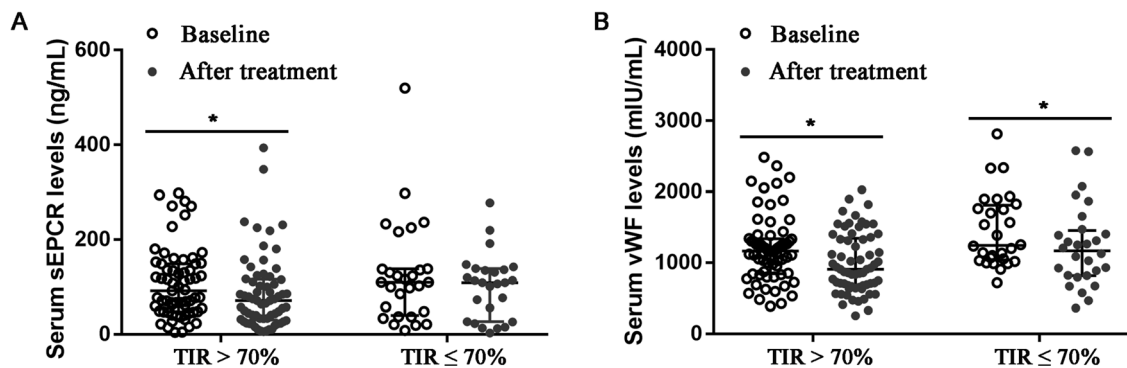 A
Serum sEPCR levels (ng/mL)
600
400
200
0
Baseline
After treatment
*
TIR > 70%
TIR ≤ 70%
B
Serum vWF levels (mIU/mL)
4000
3000
2000
1000
0
Baseline
After treatment
*
*
TIR > 70%
TIR ≤ 70%